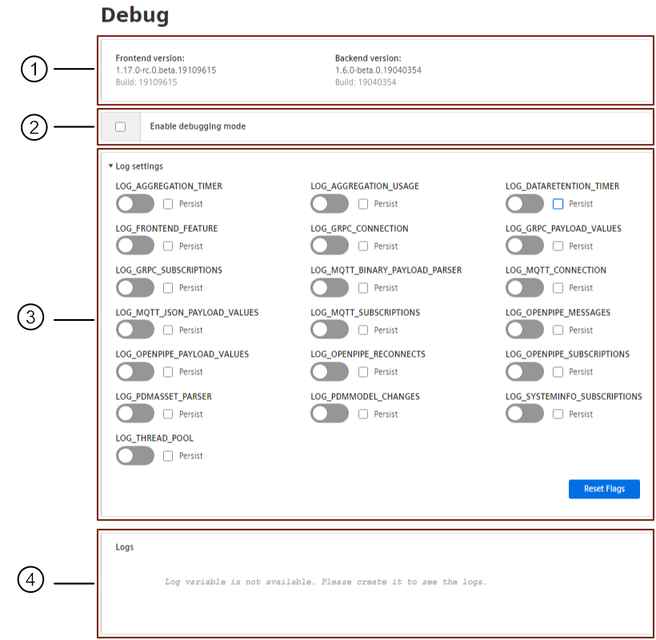 Debug
1
Frontend version:
Backend version:
1.17.0-rc.0.beta.19109615
1.6.0-beta.0.19040354
Build: 19109615
Build: 19040354
2
Enable debugging mode
3
Log settings
LOG_AGGREGATION_TIMER
LOG_AGGREGATION_USAGE
LOG_DATARETENTION_TIMER
Persist
Persist
Persist
LOG_FRONTEND_FEATURE
LOG_GRPC_CONNECTION
LOG_GRPC_PAYLOAD_VALUES
Persist
Persist
Persist
LOG_GRPC_SUBSCRIPTIONS
LOG_MQTT_BINARY_PAYLOAD_PARSER
LOG_MQTT_CONNECTION
Persist
Persist
Persist
LOG_MQTT_JSON_PAYLOAD_VALUES
LOG_MQTT_SUBSCRIPTIONS
LOG_OPENPIPE_MESSAGES
Persist
Persist
Persist
LOG_OPENPIPE_PAYLOAD_VALUES
LOG_OPENPIPE_RECONNECTS
LOG_OPENPIPE_SUBSCRIPTIONS
Persist
Persist
Persist
LOG_PDMASSET_PARSER
LOG_PDMMODEL_CHANGES
LOG_SYSTEMINFO_SUBSCRIPTIONS
Persist
Persist
Persist
LOG_THREAD_POOL
Persist
Reset Flags
4
Logs
Log variable is not available. Please create it to see the logs.